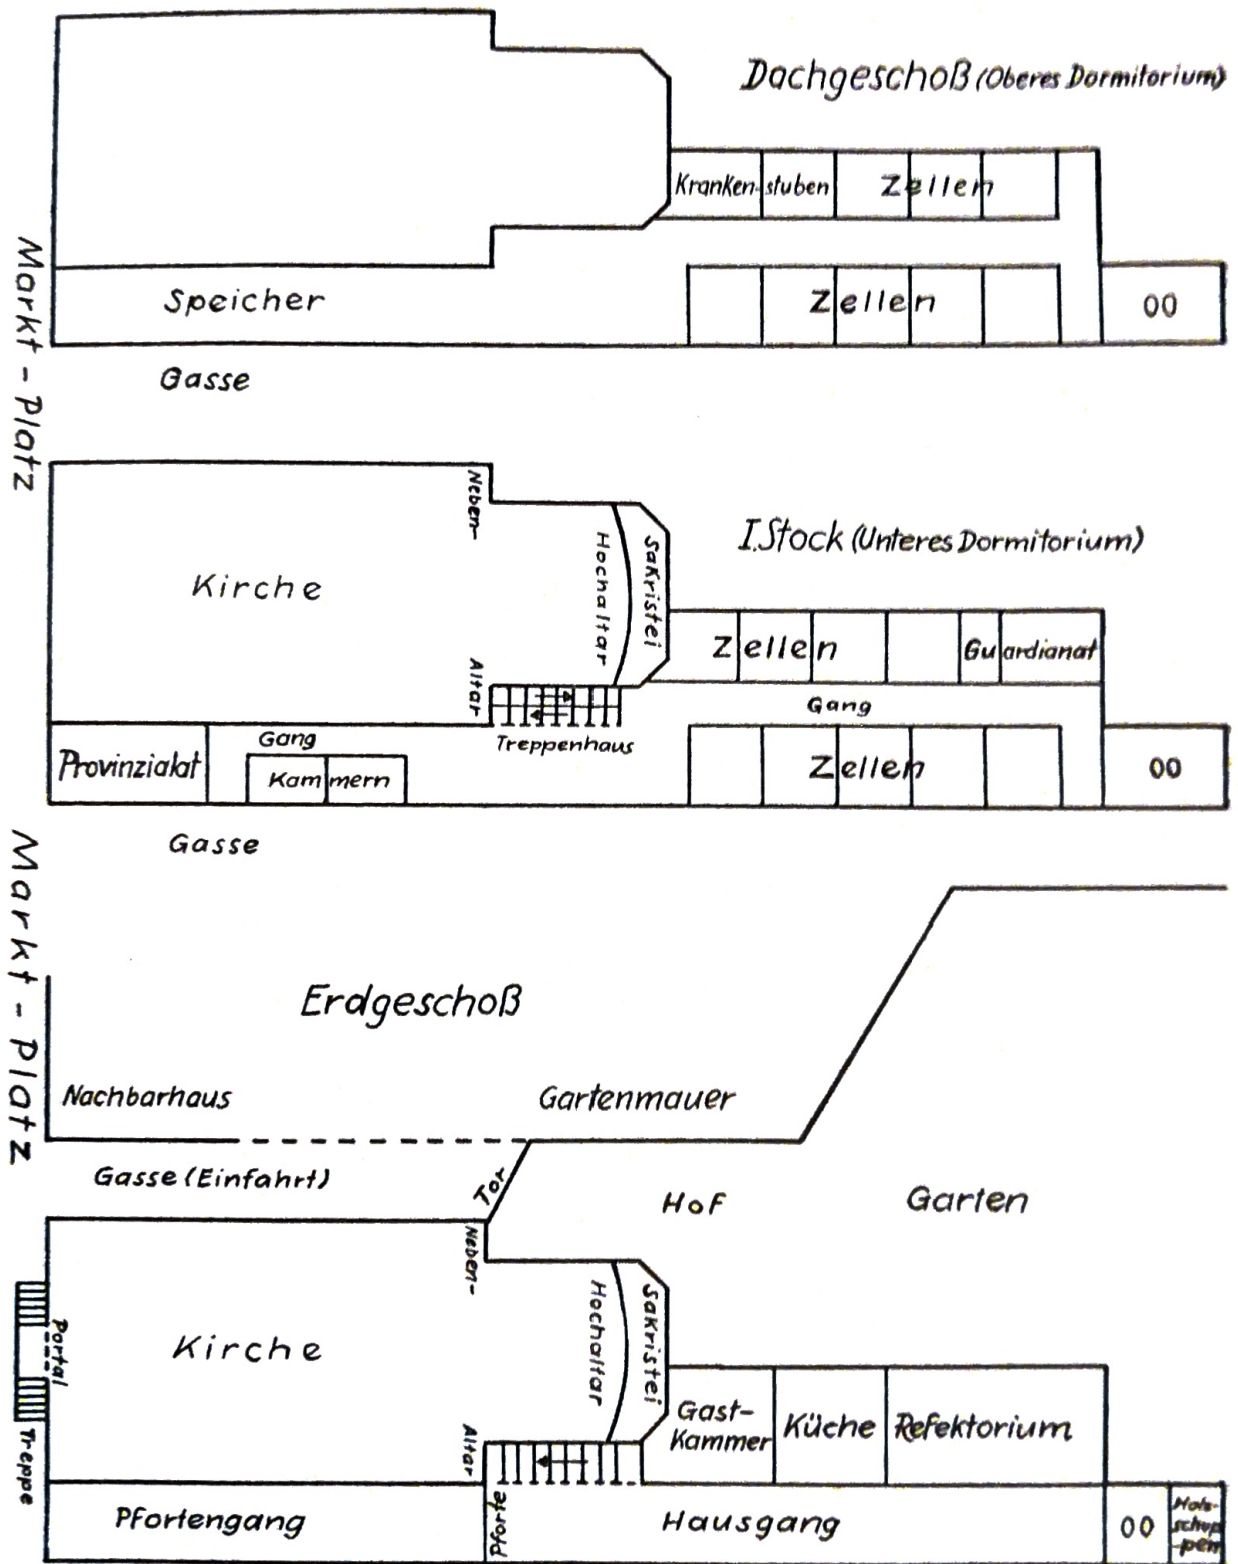 Dachgeschoß (Oberes Dormitorium)
Kranken-stuben
Zellen
Speicher
Zellen
00
Gasse
Markt-Platz
Neben-
I.Stock (Unteres Dormitorium)
Kirche
Hochaltar
Sakristei
Zellen
Guardianat
Altar
Gang
Provinzialat
Gang
Kammern
Treppenhaus
Zellen
00
Gasse
Markt-Platz
Erdgeschoß
Nachbarhaus
Gartenmauer
Gasse (Einfahrt)
Tor
Hof
Garten
Neben-
Portal
Kirche
Hochaltar
Sakristei
Gast-
Kammer
Küche
Refektorium
Treppe
Altar
Pfortengang
Pforte
Hausgang
00
Holz-
schup
-pen